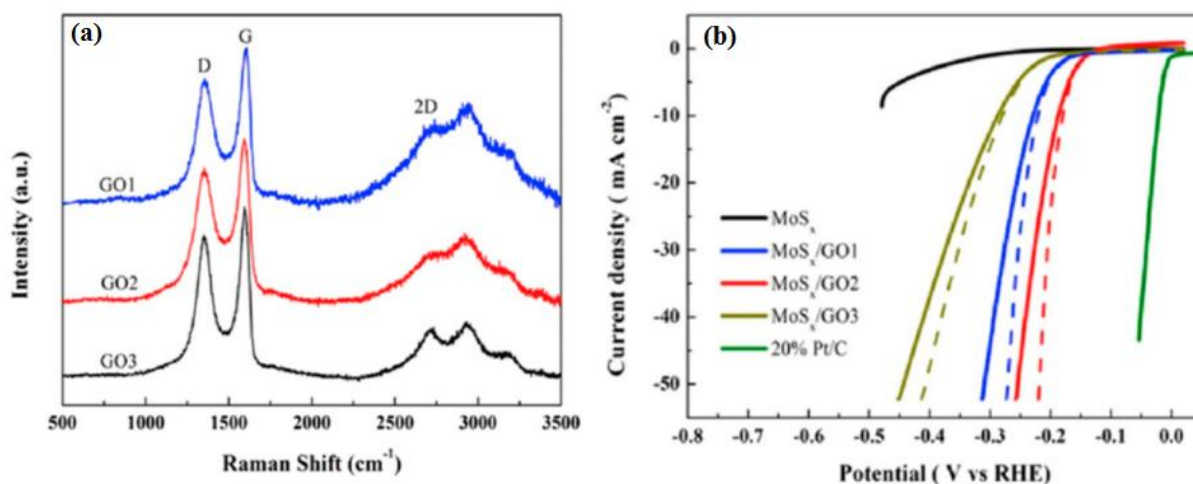 (a)
G
D
2D
GO1
GO2
GO3
Intensity (a.u.)
500 1000 1500 2000 2500 3000 3500
Raman Shift (cm⁻¹)
(b)
0
-10
-20
-30
-40
-50
Current density ( mA cm⁻²)
MoSₓ
MoSₓ/GO1
MoSₓ/GO2
MoSₓ/GO3
20% Pt/C
-0.8 -0.7 -0.6 -0.5 -0.4 -0.3 -0.2 -0.1 0.0
Potential ( V vs RHE)